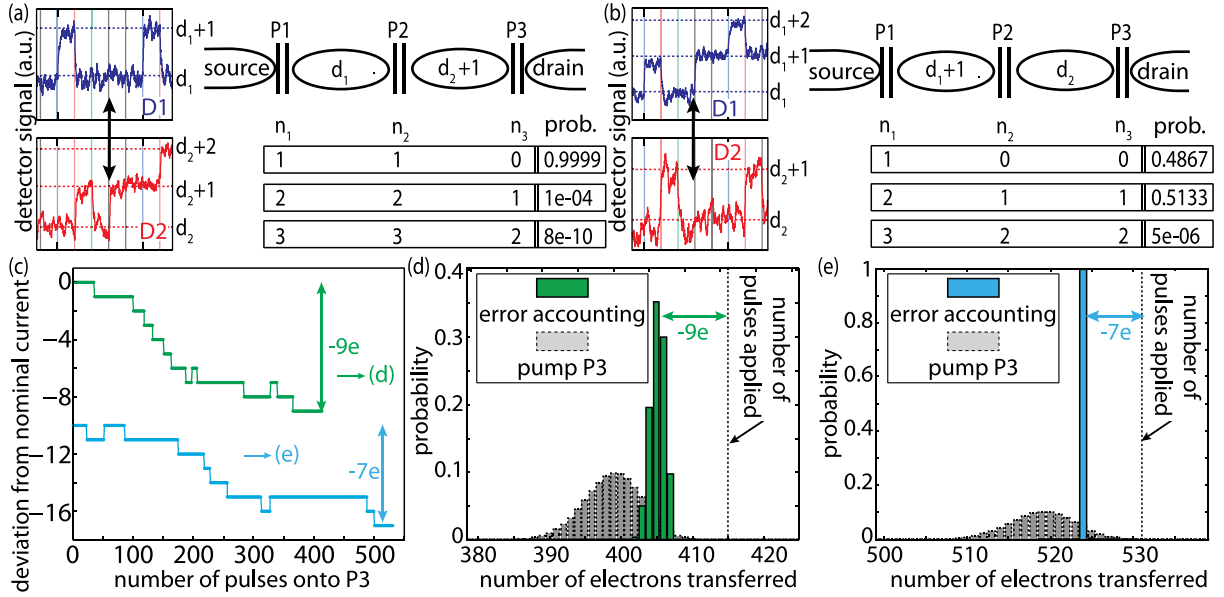 (a)
detector signal (a.u.)
d₁+1
d₁
D1
d₂+2
d₂+1
d₂
D2
P1 P2 P3
source d₁ d₂+1 drain
n₁ n₂ n₃ prob.
1 1 0 0.9999
2 2 1 1e-04
3 3 2 8e-10
(b)
detector signal (a.u.)
d₁+2
d₁+1
d₁
D1
D2
d₂+1
d₂
P1 P2 P3
source d₁+1 d₂ drain
n₁ n₂ n₃ prob.
1 0 0 0.4867
2 1 1 0.5133
3 2 2 5e-06
(c)
deviation from nominal current
0
−4
−8
−12
−16
-9e
(d)
(e)
-7e
0 100 200 300 400 500
number of pulses onto P3
(d)
probability
0.4
0.3
0.2
0.1
0
error accounting
pump P3
-9e
number of
pulses applied
380 390 400 410 420
number of electrons transferred
(e)
probability
1
0.8
0.6
0.4
0.2
0
error accounting
pump P3
-7e
number of
pulses applied
500 510 520 530
number of electrons transferred